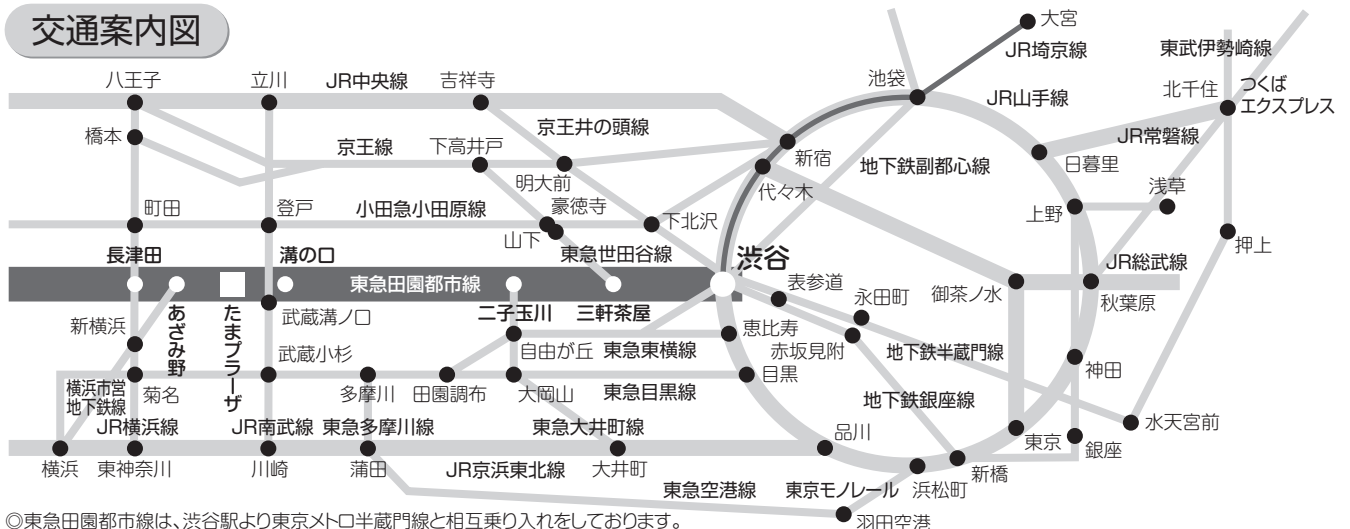 交通案内図
大宮
JR埼京線
東武伊勢崎線
八王子
立川
JR中央線
吉祥寺
池袋
JR山手線
北千住
つくば
エクスプレス
橋本
京王線
下高井戸
京王井の頭線
新宿
JR常磐線
明大前
代々木
地下鉄副都心線
日暮里
浅草
町田
登戸
小田急小田原線
豪徳寺
山下
下北沢
上野
押上
長津田
溝の口
東急世田谷線
渋谷
JR総武線
東急田園都市線
表参道
永田町
御茶ノ水
秋葉原
新横浜
あざみ野
たまプラーザ
武蔵溝ノ口
二子玉川
三軒茶屋
恵比寿
赤坂見附
地下鉄半蔵門線
武蔵小杉
自由が丘
東急東横線
目黒
神田
横浜市営
地下鉄線
菊名
多摩川
田園調布
大岡山
東急目黒線
地下鉄銀座線
水天宮前
JR横浜線
JR南武線
東急多摩川線
東急大井町線
品川
東京
銀座
横浜
東神奈川
川崎
蒲田
JR京浜東北線
大井町
新橋
東急空港線
東京モノレール
浜松町
羽田空港
◎東急田園都市線は、渋谷駅より東京メトロ半蔵門線と相互乗り入れをしております。